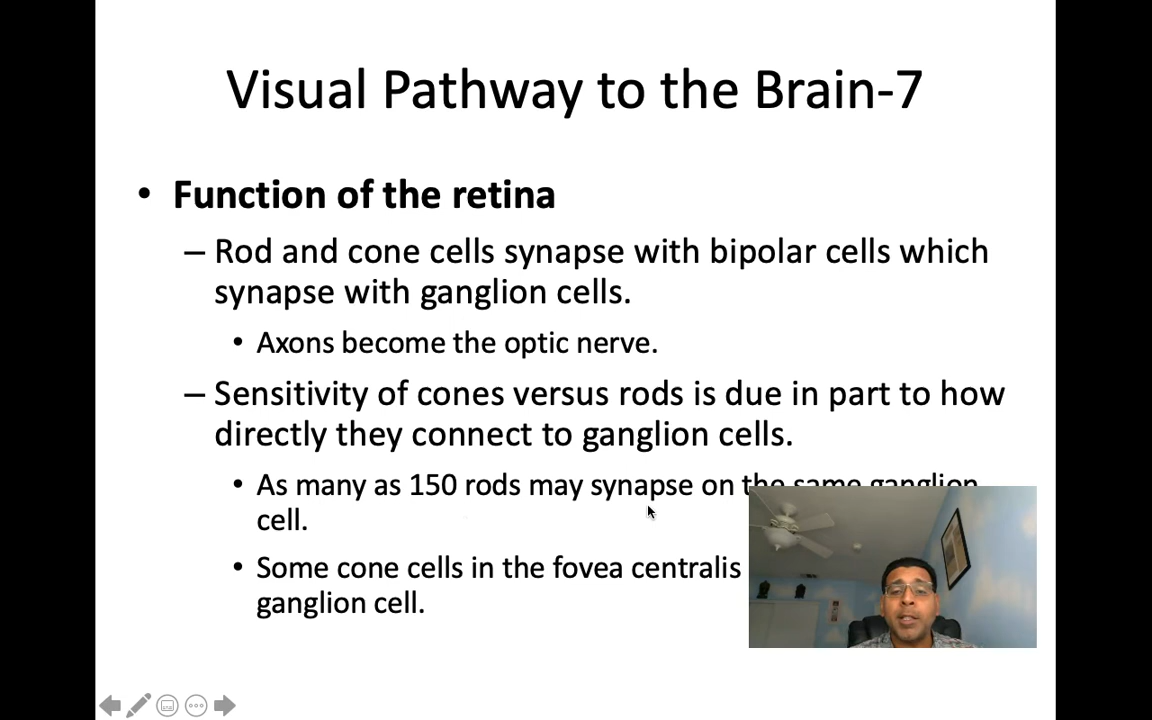 Visual Pathway to the Brain-7
• Function of the retina
– Rod and cone cells synapse with bipolar cells which
synapse with ganglion cells.
• Axons become the optic nerve.
– Sensitivity of cones versus rods is due in part to how
directly they connect to ganglion cells.
• As many as 150 rods may synapse on the same ganglion
cell.
• Some cone cells in the fovea centralis
ganglion cell.